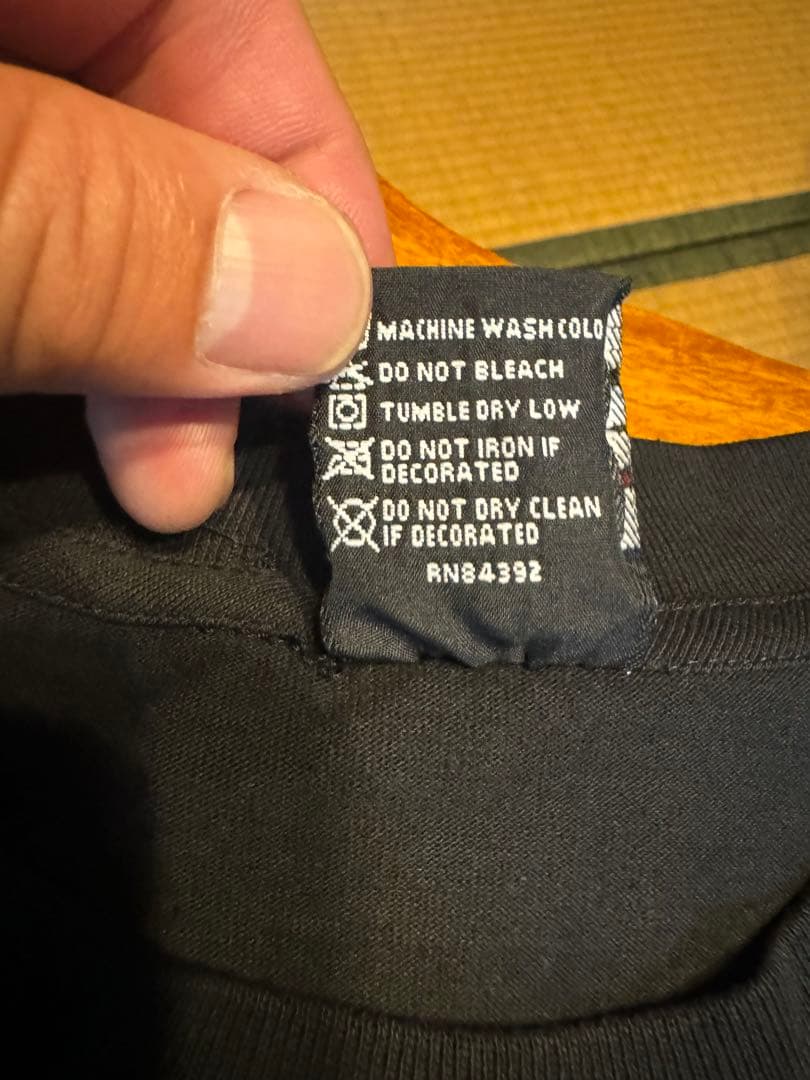 MACHINE WASH COLD
DO NOT BLEACH
TUMBLE DRY LOW
DO NOT IRON IF
DECORATED
DO NOT DRY CLEAN
IF DECORATED
RN84392